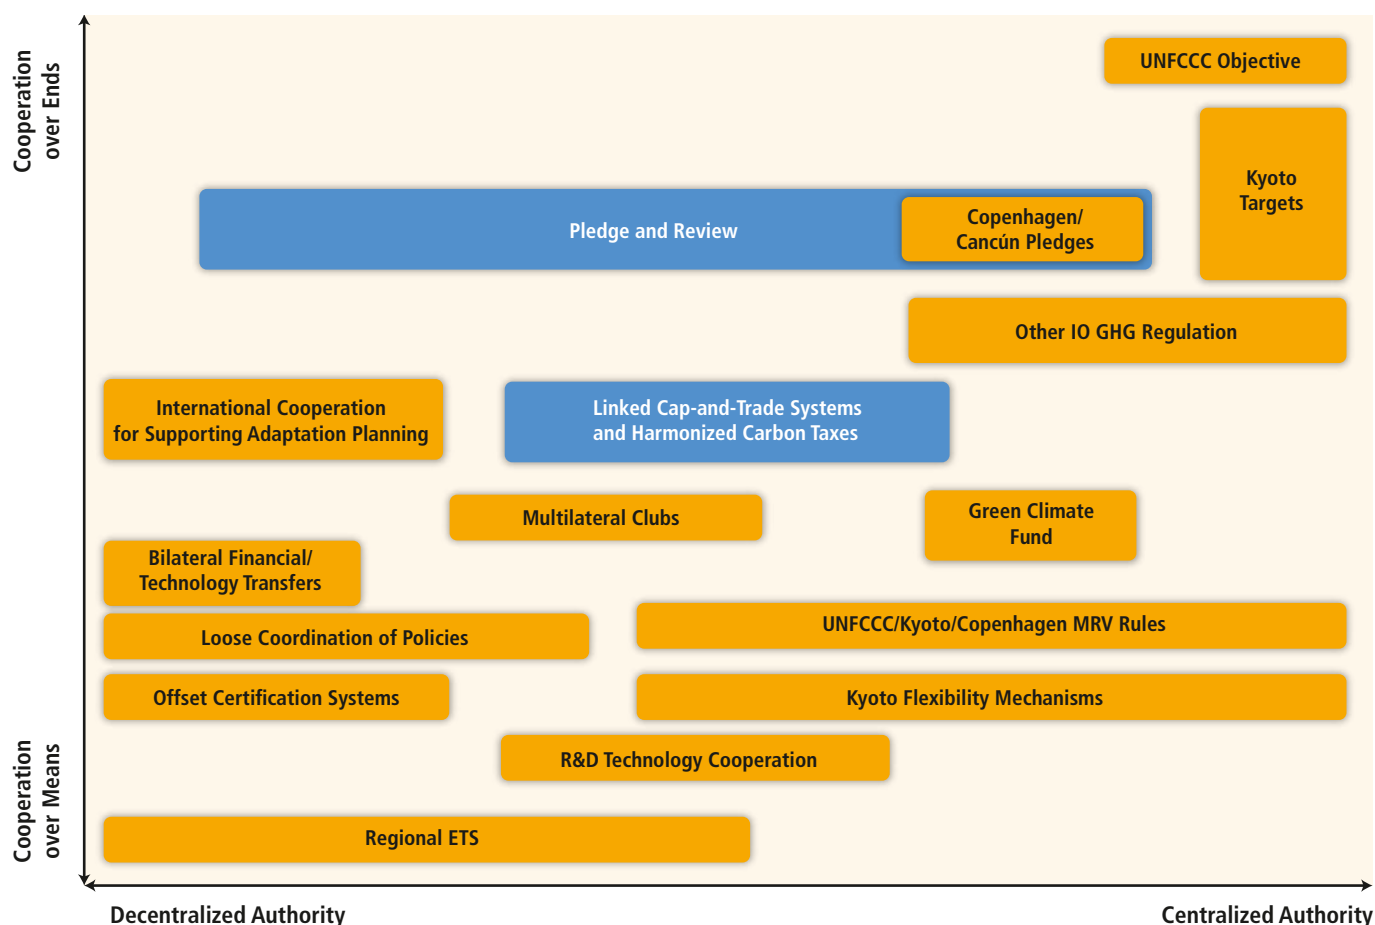 Cooperation
over Ends
UNFCCC Objective
Kyoto
Targets
Pledge and Review
Copenhagen/
Cancún Pledges
Other IO GHG Regulation
International Cooperation
for Supporting Adaptation Planning
Linked Cap-and-Trade Systems
and Harmonized Carbon Taxes
Multilateral Clubs
Green Climate
Fund
Bilateral Financial/
Technology Transfers
Loose Coordination of Policies
UNFCCC/Kyoto/Copenhagen MRV Rules
Offset Certification Systems
Kyoto Flexibility Mechanisms
R&D Technology Cooperation
Cooperation
over Means
Regional ETS
Decentralized Authority
Centralized Authority